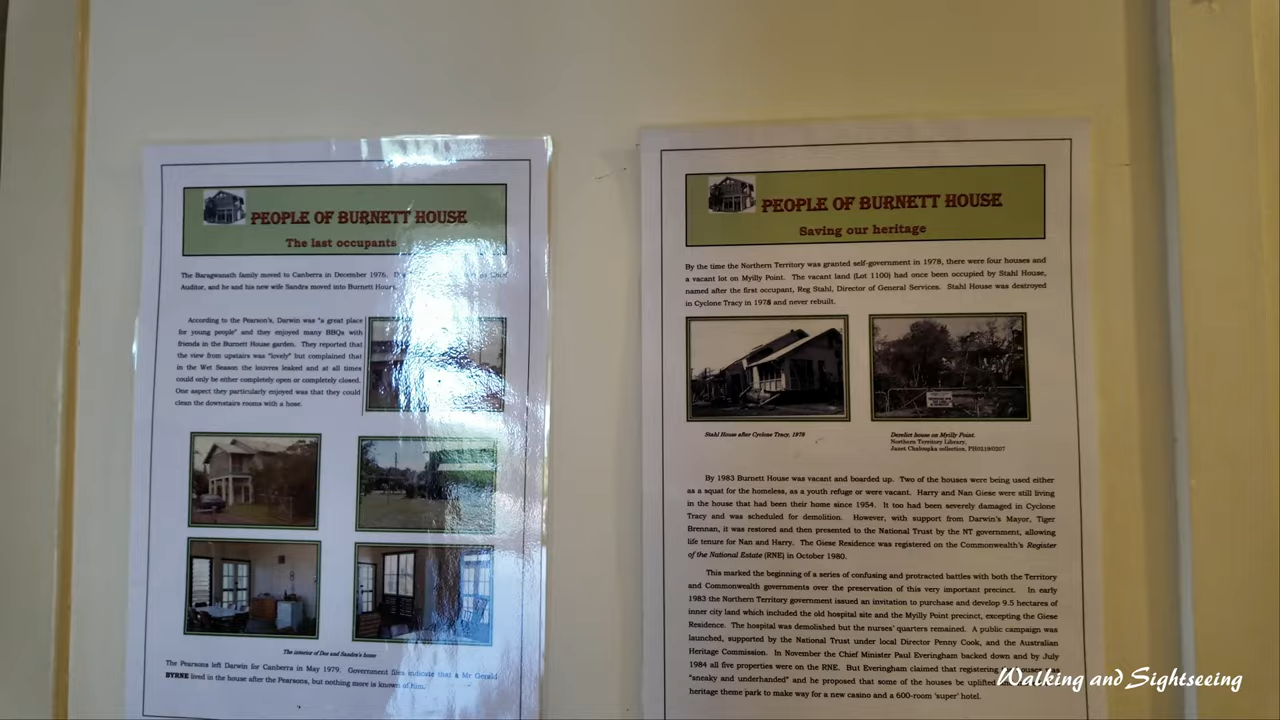 PEOPLE OF BURNETT HOUSE
The last occupants
The Baragwanath family moved to Canberra in December 1976.
Auditor, and he and his new wife Sandra moved into Burnett House.
According to the Pearson's, Darwin was "a great place
for young people" and they enjoyed many BBQs with
friends in the Burnett House garden. They reported that
the view from upstairs was "lovely" but complained that
in the Wet Season the louvres leaked and at all times
could only be either completely open or completely closed.
One aspect they particularly enjoyed was that they could
clean the downstairs rooms with a hose.
The interior of Des and Sandra's home
The Pearsons left Darwin for Canberra in May 1979. Government files indicate that a Mr Gerald
BYRNE lived in the house after the Pearsons, but nothing more is known of him.
PEOPLE OF BURNETT HOUSE
Saving our heritage
By the time the Northern Territory was granted self-government in 1978, there were four houses and
a vacant lot on Myilly Point. The vacant land (Lot 1100) had once been occupied by Stahl House,
named after the first occupant, Reg Stahl, Director of General Services. Stahl House was destroyed
in Cyclone Tracy in 1978 and never rebuilt.
Stahl House after Cyclone Tracy, 1978
Derelict house on Myilly Point.
Northern Territory Library,
Janet Chaloupka collection, PH0219/0207
By 1983 Burnett House was vacant and boarded up. Two of the houses were being used either
as a squat for the homeless, as a youth refuge or were vacant. Harry and Nan Giese were still living
in the house that had been their home since 1954. It too had been severely damaged in Cyclone
Tracy and was scheduled for demolition. However, with support from Darwin's Mayor, Tiger
Brennan, it was restored and then presented to the National Trust by the NT government, allowing
life tenure for Nan and Harry. The Giese Residence was registered on the Commonwealth's Register
of the National Estate (RNE) in October 1980.
This marked the beginning of a series of confusing and protracted battles with both the Territory
and Commonwealth governments over the preservation of this very important precinct. In early
1983 the Northern Territory government issued an invitation to purchase and develop 9.5 hectares of
inner city land which included the old hospital site and the Myilly Point precinct, excepting the Giese
Residence. The hospital was demolished but the nurses' quarters remained. A public campaign was
launched, supported by the National Trust under local Director Penny Cook, and the Australian
Heritage Commission. In November the Chief Minister Paul Everingham backed down and by July
1984 all five properties were on the RNE. But Everingham claimed that registering
"sneaky and underhanded" and he proposed that some of the houses be uplifted
heritage theme park to make way for a new casino and a 600-room 'super' hotel.
Walking and Sightseeing